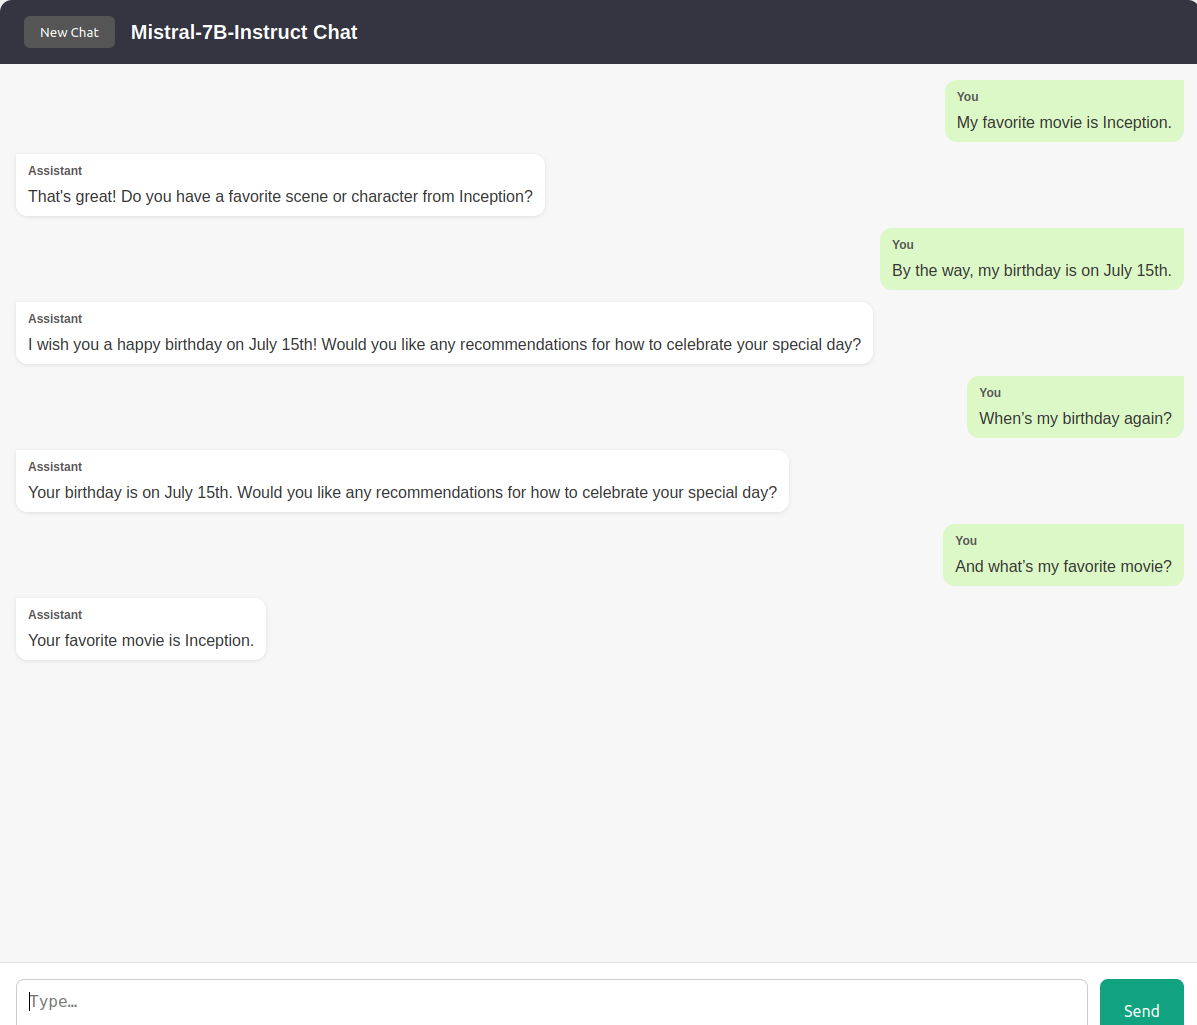 New Chat
Mistral-7B-Instruct Chat
You
My favorite movie is Inception.
Assistant
That's great! Do you have a favorite scene or character from Inception?
You
By the way, my birthday is on July 15th.
Assistant
I wish you a happy birthday on July 15th! Would you like any recommendations for how to celebrate your special day?
You
When’s my birthday again?
Assistant
Your birthday is on July 15th. Would you like any recommendations for how to celebrate your special day?
You
And what’s my favorite movie?
Assistant
Your favorite movie is Inception.
Type…
Send